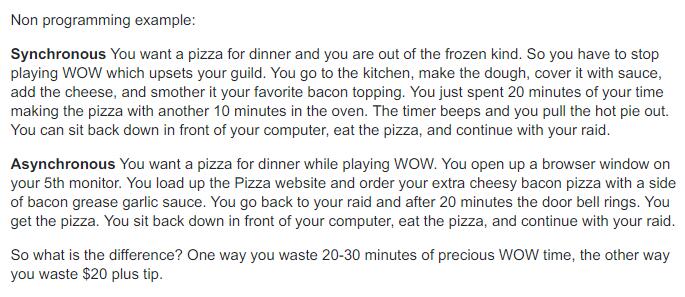 Non programming example:
Synchronous You want a pizza for dinner and you are out of the frozen kind. So you have to stop
playing WOW which upsets your guild. You go to the kitchen, make the dough, cover it with sauce,
add the cheese, and smother it your favorite bacon topping. You just spent 20 minutes of your time
making the pizza with another 10 minutes in the oven. The timer beeps and you pull the hot pie out.
You can sit back down in front of your computer, eat the pizza, and continue with your raid.
Asynchronous You want a pizza for dinner while playing WOW. You open up a browser window on
your 5th monitor. You load up the Pizza website and order your extra cheesy bacon pizza with a side
of bacon grease garlic sauce. You go back to your raid and after 20 minutes the door bell rings. You
get the pizza. You sit back down in front of your computer, eat the pizza, and continue with your raid.
So what is the difference? One way you waste 20-30 minutes of precious WOW time, the other way
you waste $20 plus tip.